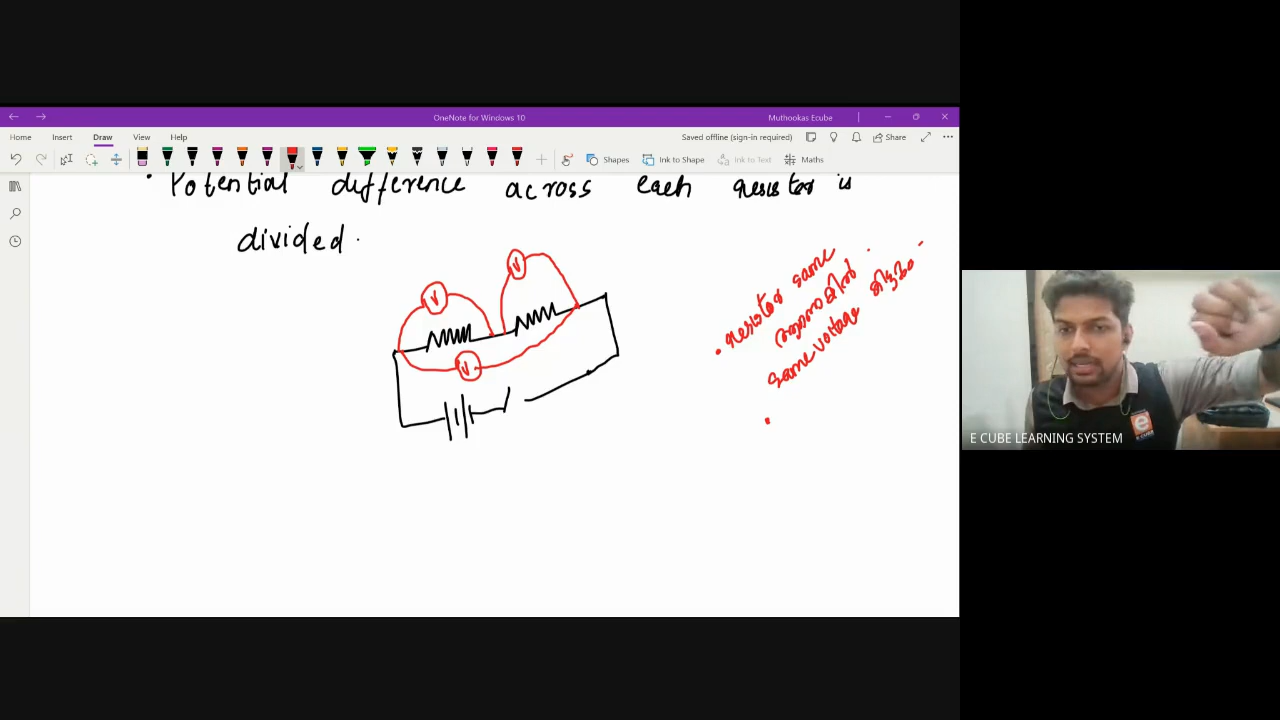 OneNote for Windows 10
Muthookas Ecube
Home Insert Draw View Help
Saved offline (sign-in required)
Share
Shapes
Ink to Shape
Ink to Text
Maths
Potential difference across each resistor is
divided.
V
V
V
resistor same
ആണെങ്കിൽ
same voltage കിട്ടും
E CUBE LEARNING SYSTEM
e
CUBE